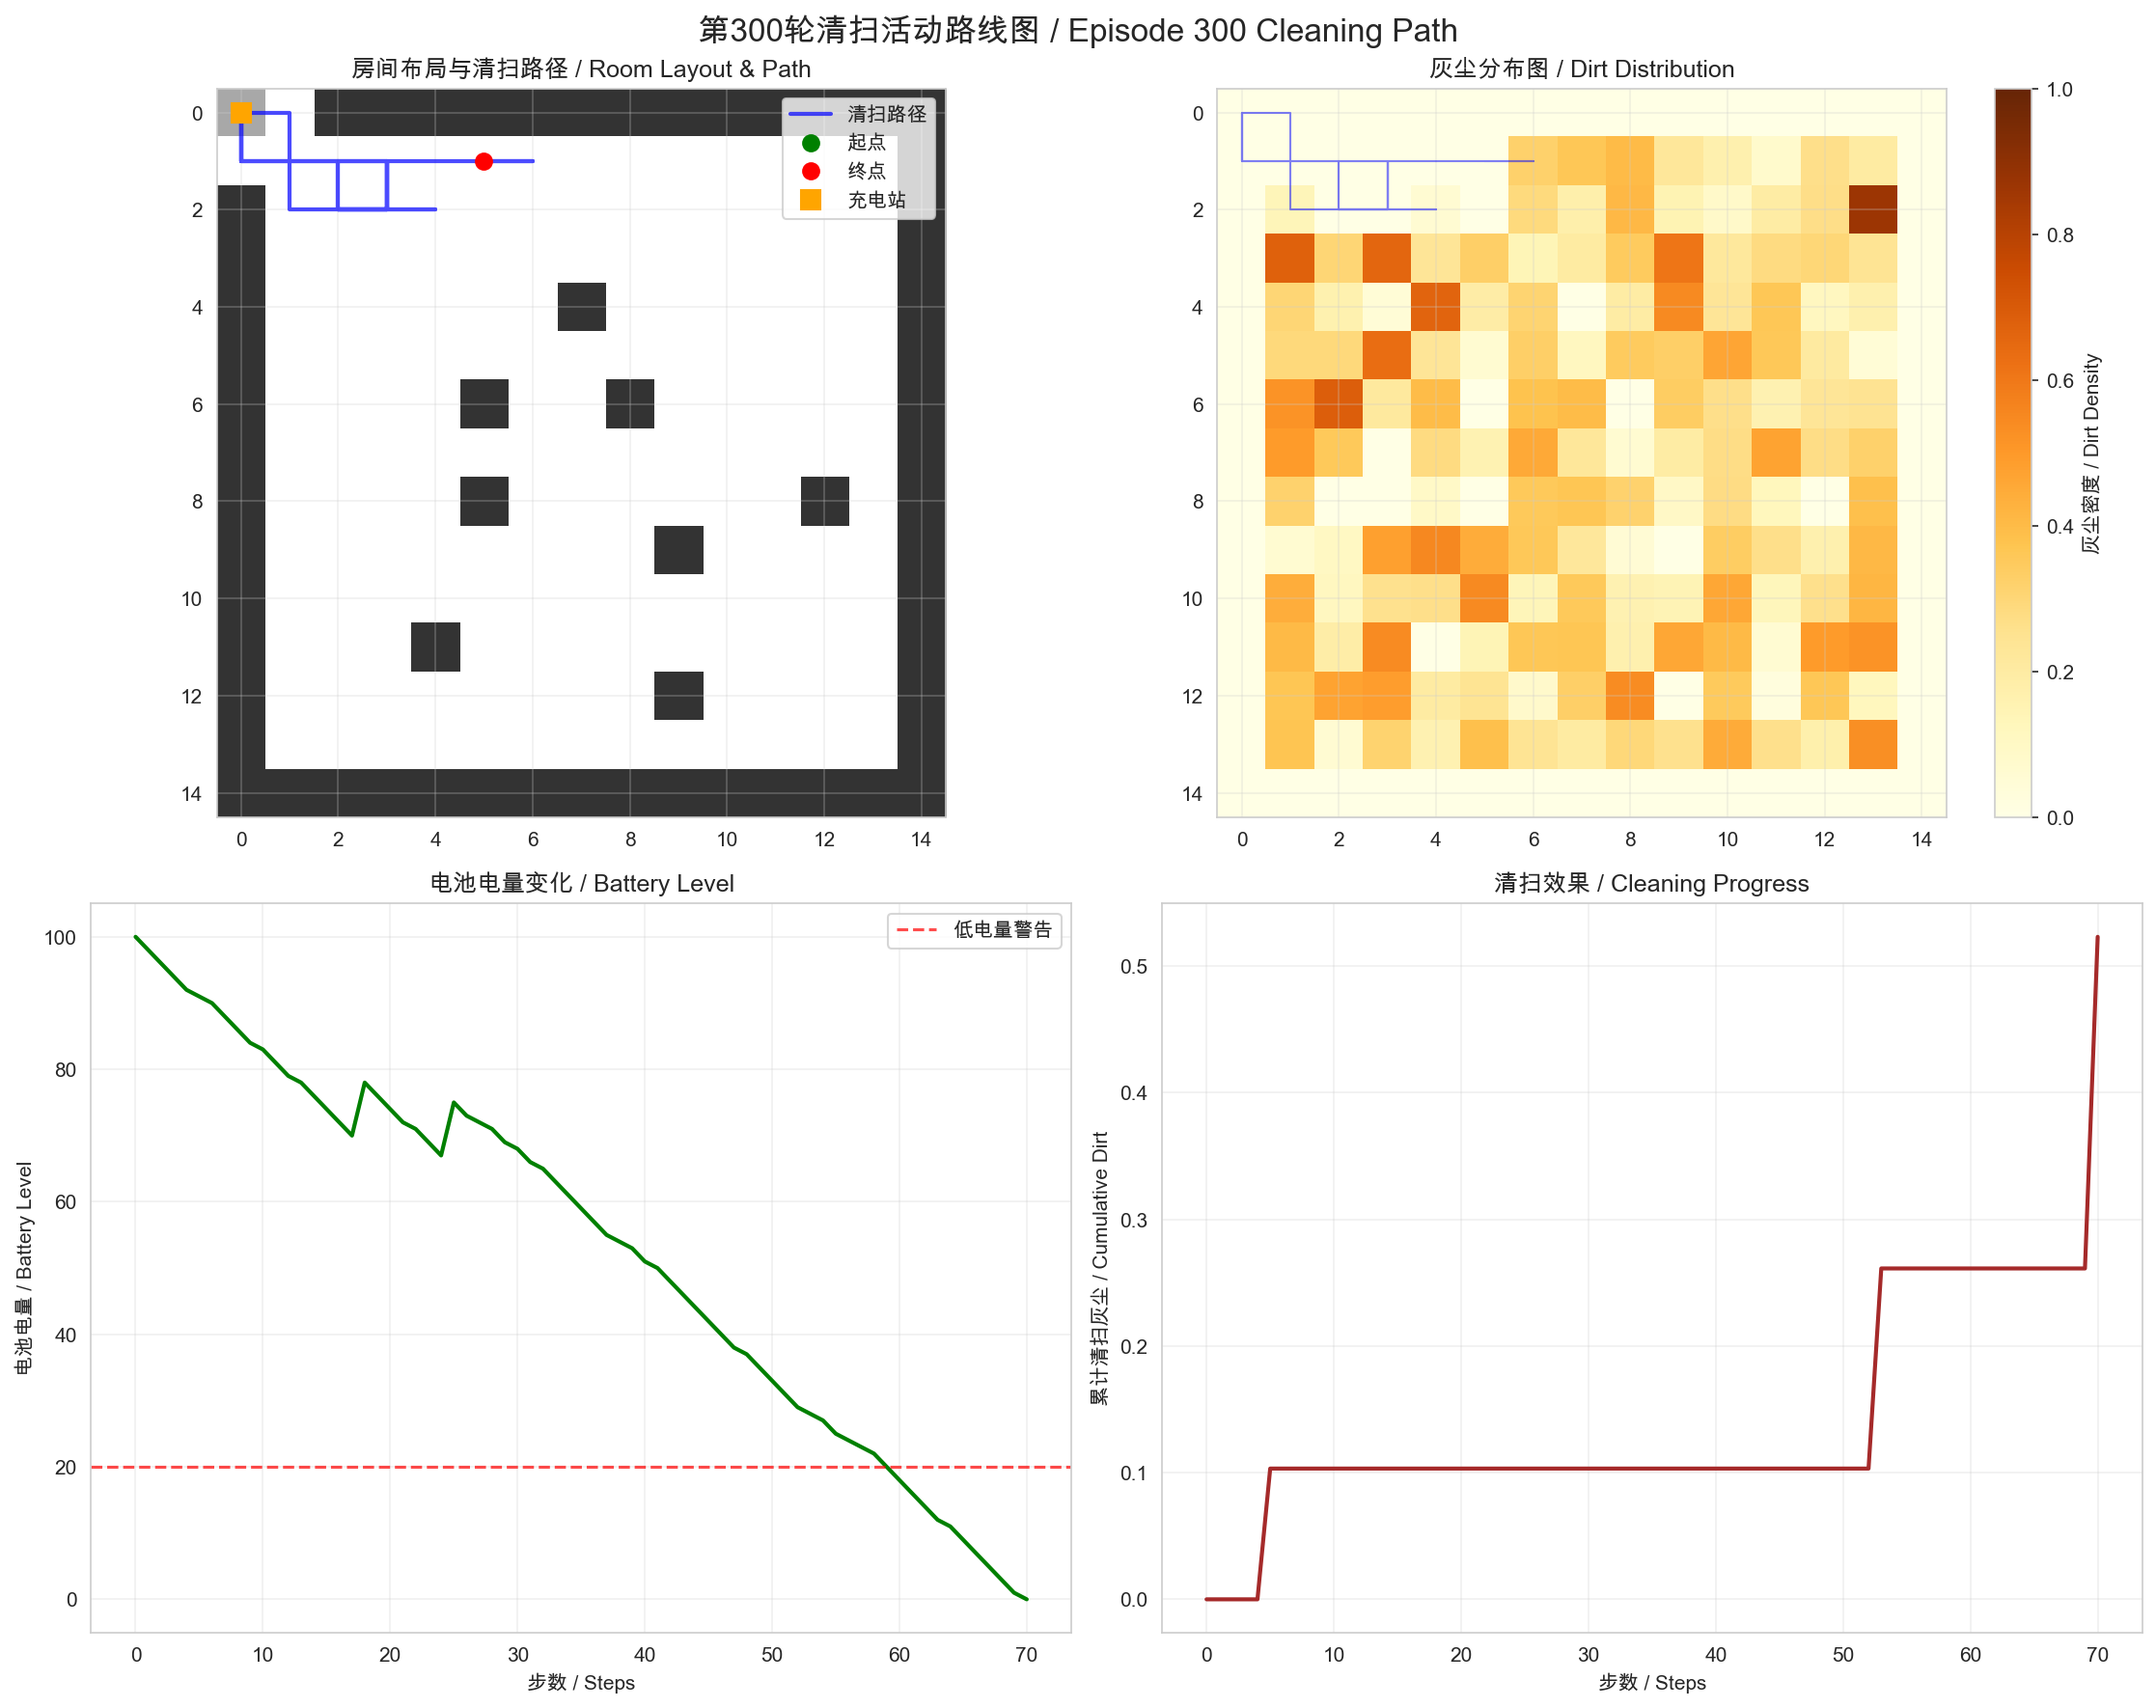 第300轮清扫活动路线图 / Episode 300 Cleaning Path
房间布局与清扫路径 / Room Layout & Path
清扫路径
起点
终点
充电站
0
2
4
6
8
10
12
14
0 2 4 6 8 10 12 14
灰尘分布图 / Dirt Distribution
0
2
4
6
8
10
12
14
0 2 4 6 8 10 12 14
1.0
0.8
0.6
0.4
0.2
0.0
灰尘密度 / Dirt Density
电池电量变化 / Battery Level
低电量警告
100
80
60
40
20
0
电池电量 / Battery Level
0 10 20 30 40 50 60 70
步数 / Steps
清扫效果 / Cleaning Progress
0.5
0.4
0.3
0.2
0.1
0.0
累计清扫灰尘 / Cumulative Dirt
0 10 20 30 40 50 60 70
步数 / Steps